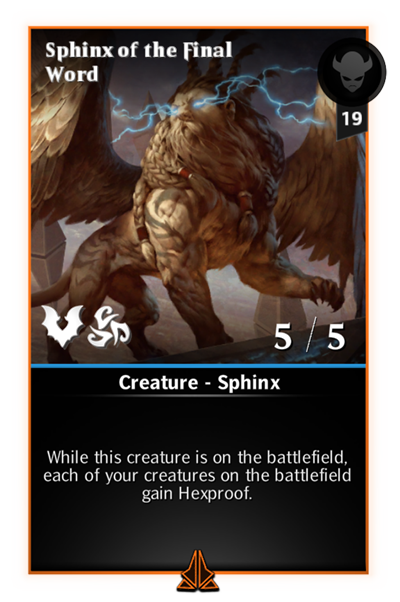 Sphinx of the Final
Word
19
5 / 5
Creature - Sphinx
While this creature is on the battlefield,
each of your creatures on the battlefield
gain Hexproof.